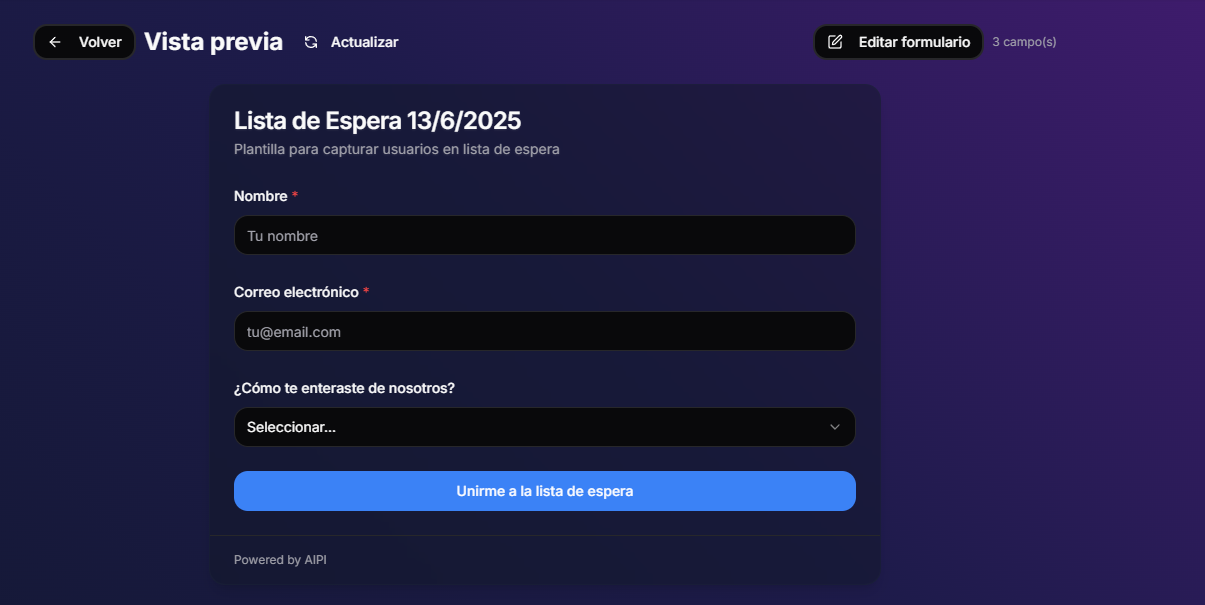 Volver
Vista previa
Actualizar
Editar formulario
3 campo(s)
Lista de Espera 13/6/2025
Plantilla para capturar usuarios en lista de espera
Nombre *
Tu nombre
Correo electrónico *
tu@email.com
¿Cómo te enteraste de nosotros?
Seleccionar...
Unirme a la lista de espera
Powered by AIPI